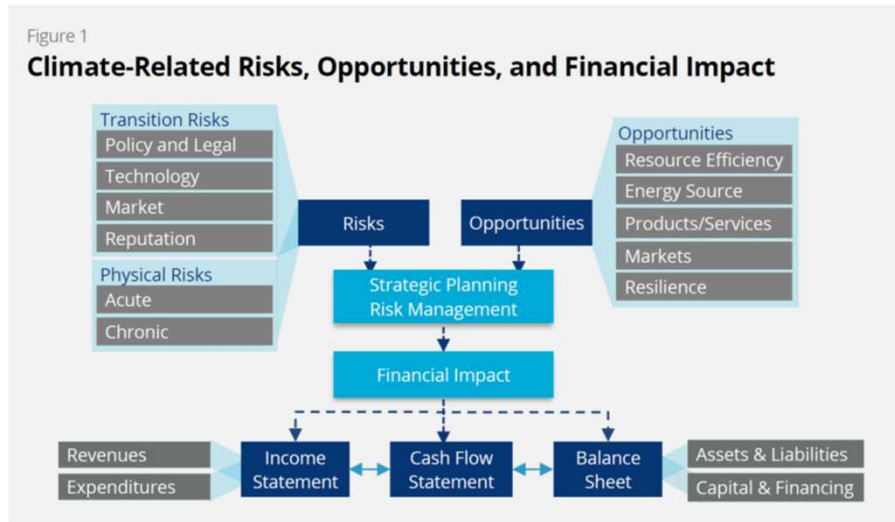 Figure 1
Climate-Related Risks, Opportunities, and Financial Impact
Transition Risks
Policy and Legal
Technology
Market
Reputation
Physical Risks
Acute
Chronic
Risks
Opportunities
Opportunities
Resource Efficiency
Energy Source
Products/Services
Markets
Resilience
Strategic Planning
Risk Management
Financial Impact
Revenues
Expenditures
Income
Statement
Cash Flow
Statement
Balance
Sheet
Assets & Liabilities
Capital & Financing